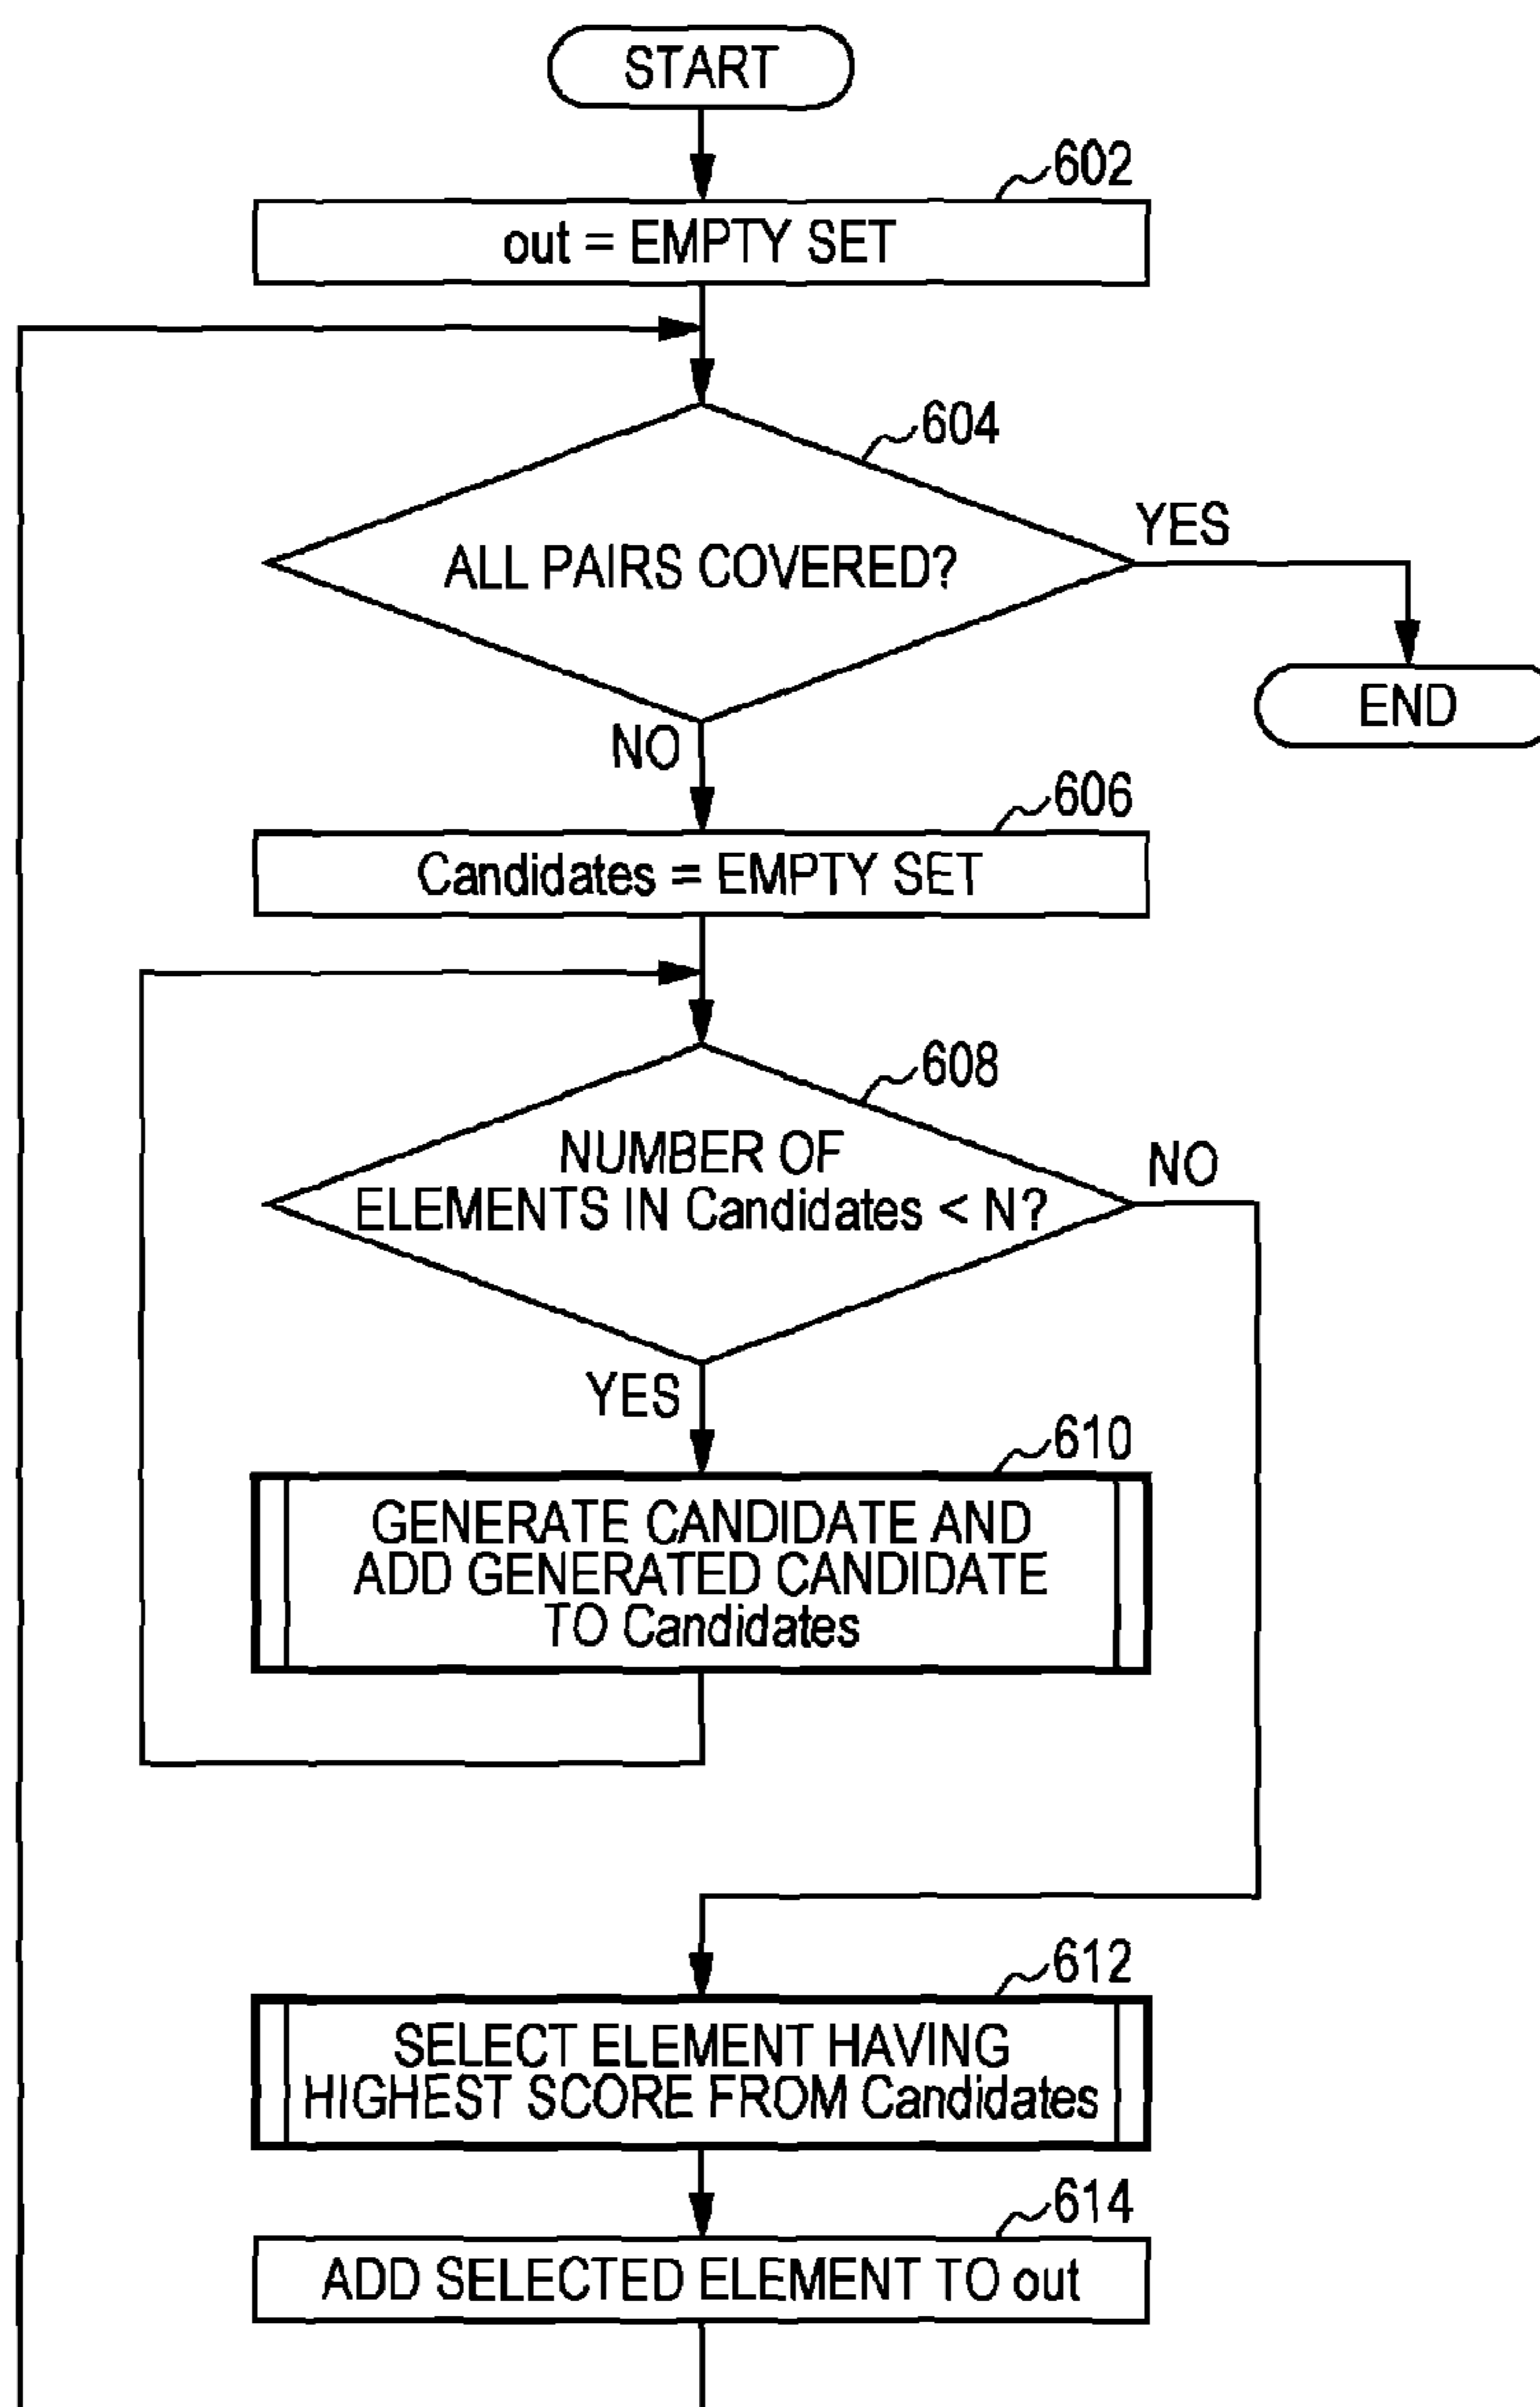 START
602
out = EMPTY SET
604
ALL PAIRS COVERED?
YES
END
NO
606
Candidates = EMPTY SET
608
NUMBER OF
ELEMENTS IN Candidates < N?
NO
YES
610
GENERATE CANDIDATE AND
ADD GENERATED CANDIDATE
TO Candidates
612
SELECT ELEMENT HAVING
HIGHEST SCORE FROM Candidates
614
ADD SELECTED ELEMENT TO out